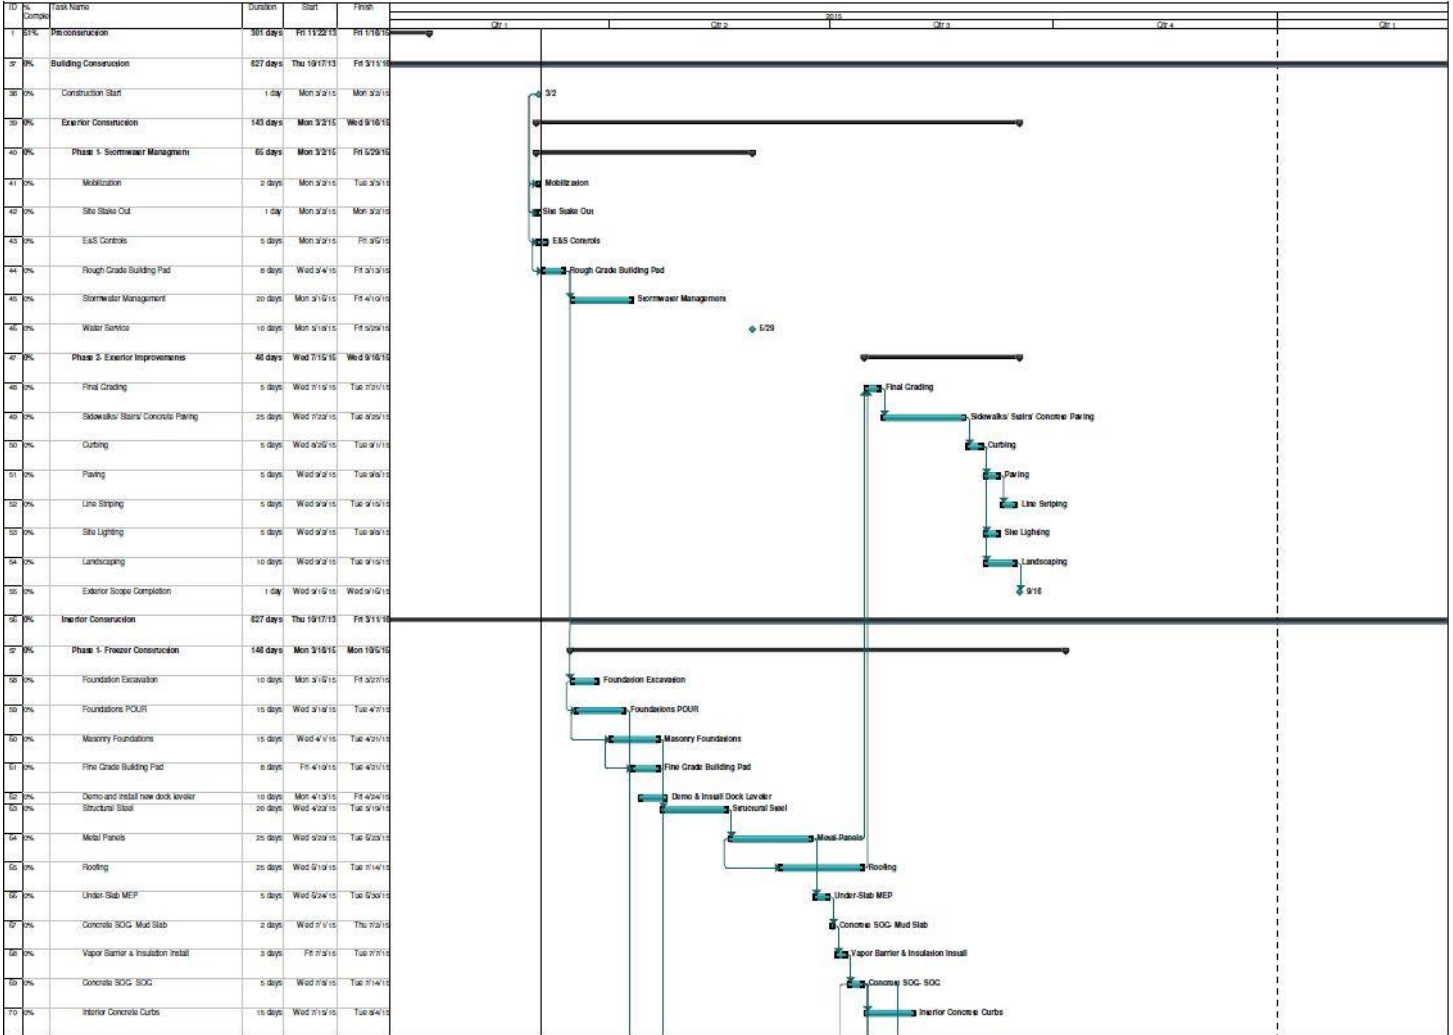 ID % Comple Task Name Duration Start Finish
2015
Qtr 1 Qtr 2 Qtr 3 Qtr 4 Qtr 1
1 51% Preconstruction 301 days Fri 11/22/13 Fri 1/16/15
37 0% Building Construction 627 days Thu 10/17/13 Fri 3/11/16
38 0% Construction Start 1 day Mon 3/2/15 Mon 3/2/15 3/2
39 0% Exterior Construction 143 days Mon 3/2/15 Wed 9/16/15
40 0% Phase 1- Stormwater Managment 65 days Mon 3/2/15 Fri 5/29/15
41 0% Mobilization 2 days Mon 3/2/15 Tue 3/3/15 Mobilization
42 0% Site Stake Out 1 day Mon 3/2/15 Mon 3/2/15 Site Stake Out
43 0% E&S Controls 5 days Mon 3/2/15 Fri 3/6/15 E&S Controls
44 0% Rough Grade Building Pad 8 days Wed 3/4/15 Fri 3/13/15 Rough Grade Building Pad
45 0% Stormwater Management 20 days Mon 3/16/15 Fri 4/10/15 Stormwater Management
46 0% Water Service 10 days Mon 5/18/15 Fri 5/29/15 5/29
47 0% Phase 2- Exterior Improvements 46 days Wed 7/15/15 Wed 9/16/15
48 0% Final Grading 5 days Wed 7/15/15 Tue 7/21/15 Final Grading
49 0% Sidewalks/ Stairs/ Concrete Paving 25 days Wed 7/22/15 Tue 8/25/15 Sidewalks/ Stairs/ Concrete Paving
50 0% Curbing 5 days Wed 8/26/15 Tue 9/1/15 Curbing
51 0% Paving 5 days Wed 9/2/15 Tue 9/8/15 Paving
52 0% Line Striping 5 days Wed 9/9/15 Tue 9/15/15 Line Striping
53 0% Site Lighting 5 days Wed 9/2/15 Tue 9/8/15 Site Lighting
54 0% Landscaping 10 days Wed 9/2/15 Tue 9/15/15 Landscaping
55 0% Exterior Scope Completion 1 day Wed 9/16/15 Wed 9/16/15 9/16
56 0% Interior Construction 627 days Thu 10/17/13 Fri 3/11/16
57 0% Phase 1- Freezer Construction 146 days Mon 3/16/15 Mon 10/5/15
58 0% Foundation Excavation 10 days Mon 3/16/15 Fri 3/27/15 Foundation Excavation
59 0% Foundations POUR 15 days Wed 3/18/15 Tue 4/7/15 Foundations POUR
60 0% Masonry Foundations 15 days Wed 4/1/15 Tue 4/21/15 Masonry Foundations
61 0% Fine Grade Building Pad 8 days Fri 4/10/15 Tue 4/21/15 Fine Grade Building Pad
62 0% Demo and install new dock leveler 10 days Mon 4/13/15 Fri 4/24/15 Demo & Install Dock Leveler
63 0% Structural Steel 20 days Wed 4/22/15 Tue 5/19/15 Structural Steel
64 0% Metal Panels 25 days Wed 5/20/15 Tue 6/23/15 Metal Panels
65 0% Roofing 25 days Wed 6/10/15 Tue 7/14/15 Roofing
66 0% Under-Slab MEP 5 days Wed 6/24/15 Tue 6/30/15 Under-Slab MEP
67 0% Concrete SOG- Mud Slab 2 days Wed 7/1/15 Thu 7/2/15 Concrete SOG- Mud Slab
68 0% Vapor Barrier & Insulation Install 3 days Fri 7/3/15 Tue 7/7/15 Vapor Barrier & Insulation Install
69 0% Concrete SOG- SOG 5 days Wed 7/8/15 Tue 7/14/15 Concrete SOG- SOG
70 0% Interior Concrete Curbs 15 days Wed 7/15/15 Tue 8/4/15 Interior Concrete Curbs